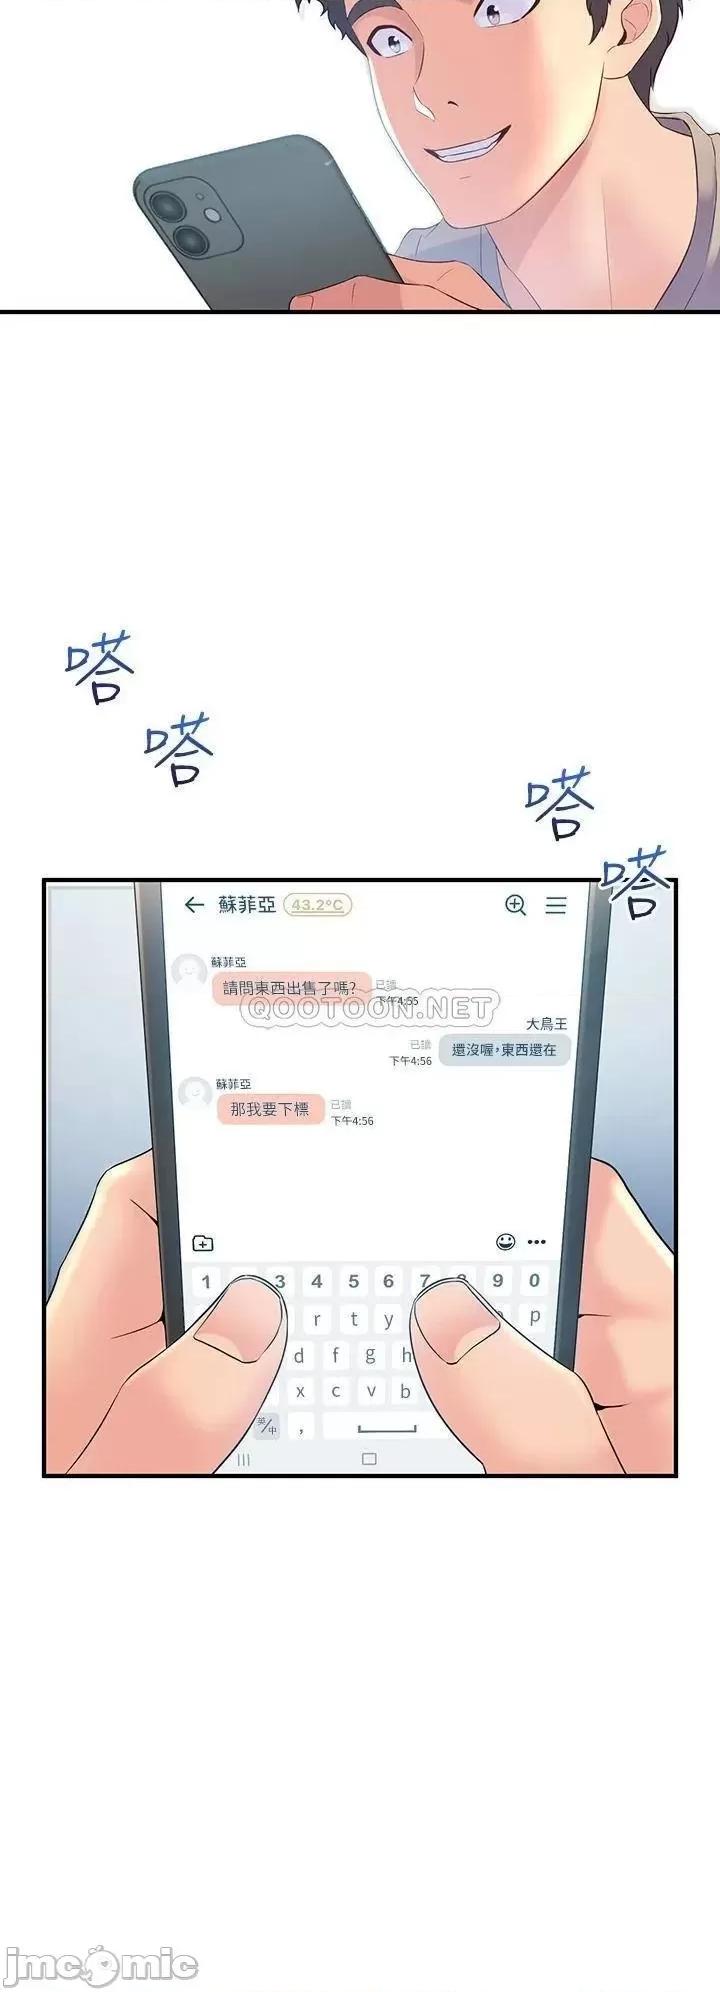 嗒
嗒
嗒
嗒
蘇菲亞 43.2°C
蘇菲亞
請問東西出售了嗎?
已讀
下午4:55
QOOTOON.NET
大鳥王
已讀
下午4:56
還沒喔,東西還在
蘇菲亞
那我要下標
已讀
下午4:56
1 3 4 5 6 7 8 9 0
r t y o p
d f g h
x c v b
英/中 ,
jmcomic